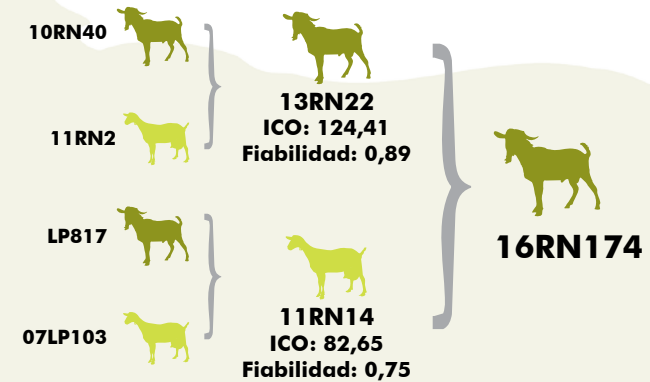 10RN40
11RN2
13RN22
ICO: 124,41
Fiabilidad: 0,89
LP817
07LP103
11RN14
ICO: 82,65
Fiabilidad: 0,75
16RN174